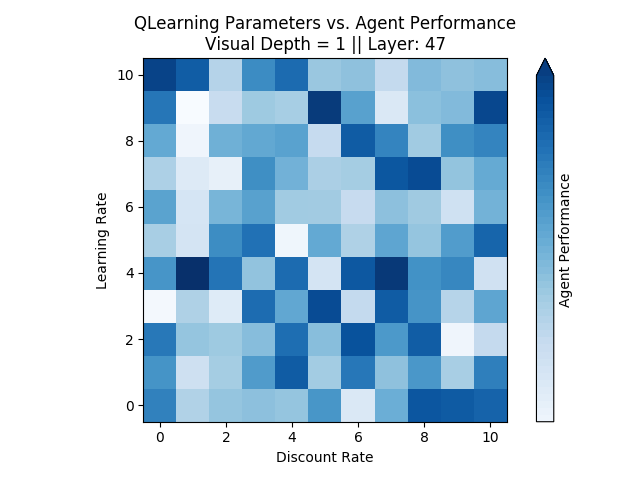 QLearning Parameters vs. Agent Performance
Visual Depth = 1 || Layer: 47
10
8
6
4
2
0
Learning Rate
0 2 4 6 8 10
Discount Rate
Agent Performance